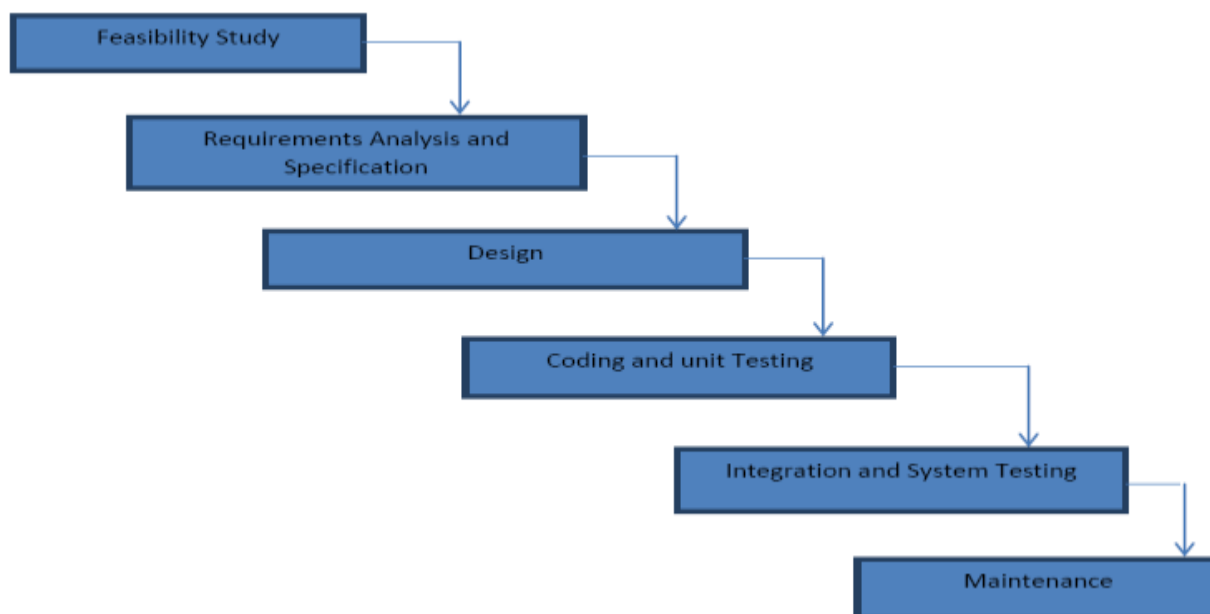 Feasibility Study
Requirements Analysis and
Specification
Design
Coding and unit Testing
Integration and System Testing
Maintenance